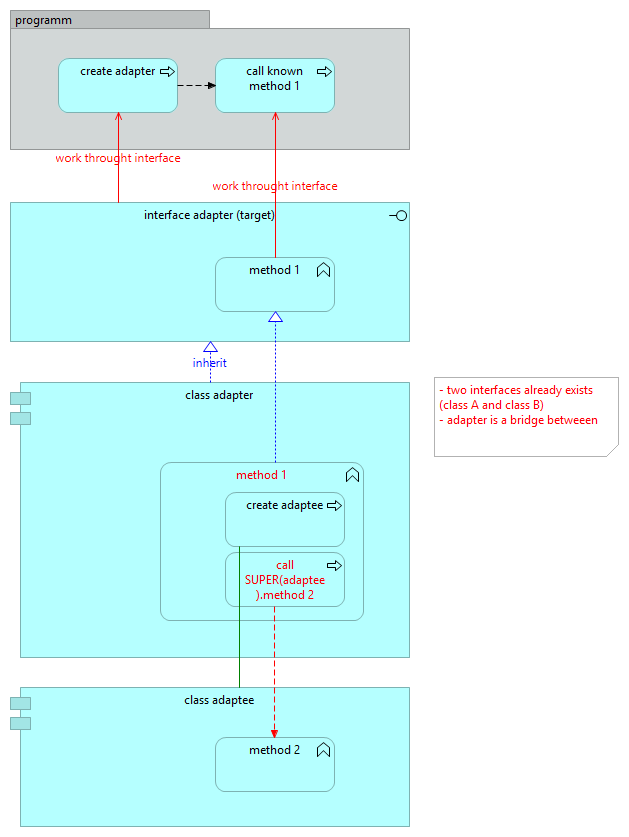 programm
create adapter
call known
method 1
work throught interface
work throught interface
interface adapter (target)
method 1
inherit
class adapter
- two interfaces already exists
(class A and class B)
- adapter is a bridge betweeen
method 1
create adaptee
call
SUPER(adaptee
).method 2
class adaptee
method 2